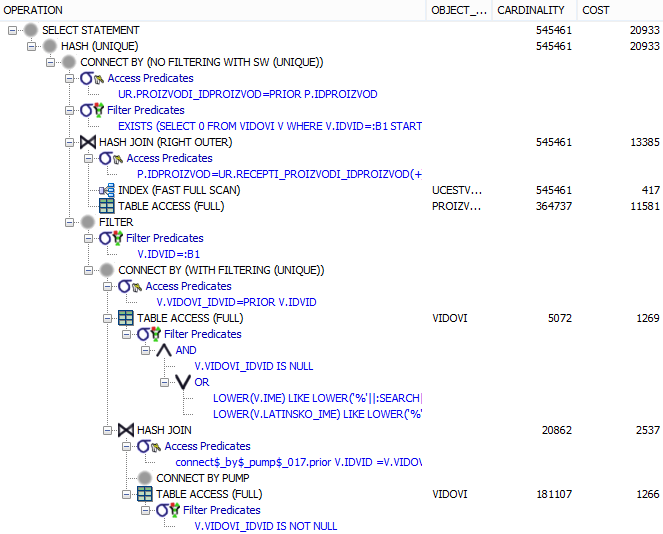 OPERATION OBJECT_... CARDINALITY COST
SELECT STATEMENT 545461 20933
HASH (UNIQUE) 545461 20933
CONNECT BY (NO FILTERING WITH SW (UNIQUE))
Access Predicates
UR.PROIZVODI_IDPROIZVOD=PRIOR P.IDPROIZVOD
Filter Predicates
EXISTS (SELECT 0 FROM VIDOVI V WHERE V.IDVID=:B1 START
HASH JOIN (RIGHT OUTER) 545461 13385
Access Predicates
P.IDPROIZVOD=UR.RECEPTI_PROIZVODI_IDPROIZVOD(+
INDEX (FAST FULL SCAN) UCESTV... 545461 417
TABLE ACCESS (FULL) PROIZV... 364737 11581
FILTER
Filter Predicates
V.IDVID=:B1
CONNECT BY (WITH FILTERING (UNIQUE))
Access Predicates
V.VIDOVI_IDVID=PRIOR V.IDVID
TABLE ACCESS (FULL) VIDOVI 5072 1269
Filter Predicates
AND
V.VIDOVI_IDVID IS NULL
OR
LOWER(V.IME) LIKE LOWER('%'||:SEARCH|
LOWER(V.LATINSKO_IME) LIKE LOWER('%'
HASH JOIN 20862 2537
Access Predicates
connect$_by$_pump$_017.prior V.IDVID =V.VIDO
CONNECT BY PUMP
TABLE ACCESS (FULL) VIDOVI 181107 1266
Filter Predicates
V.VIDOVI_IDVID IS NOT NULL